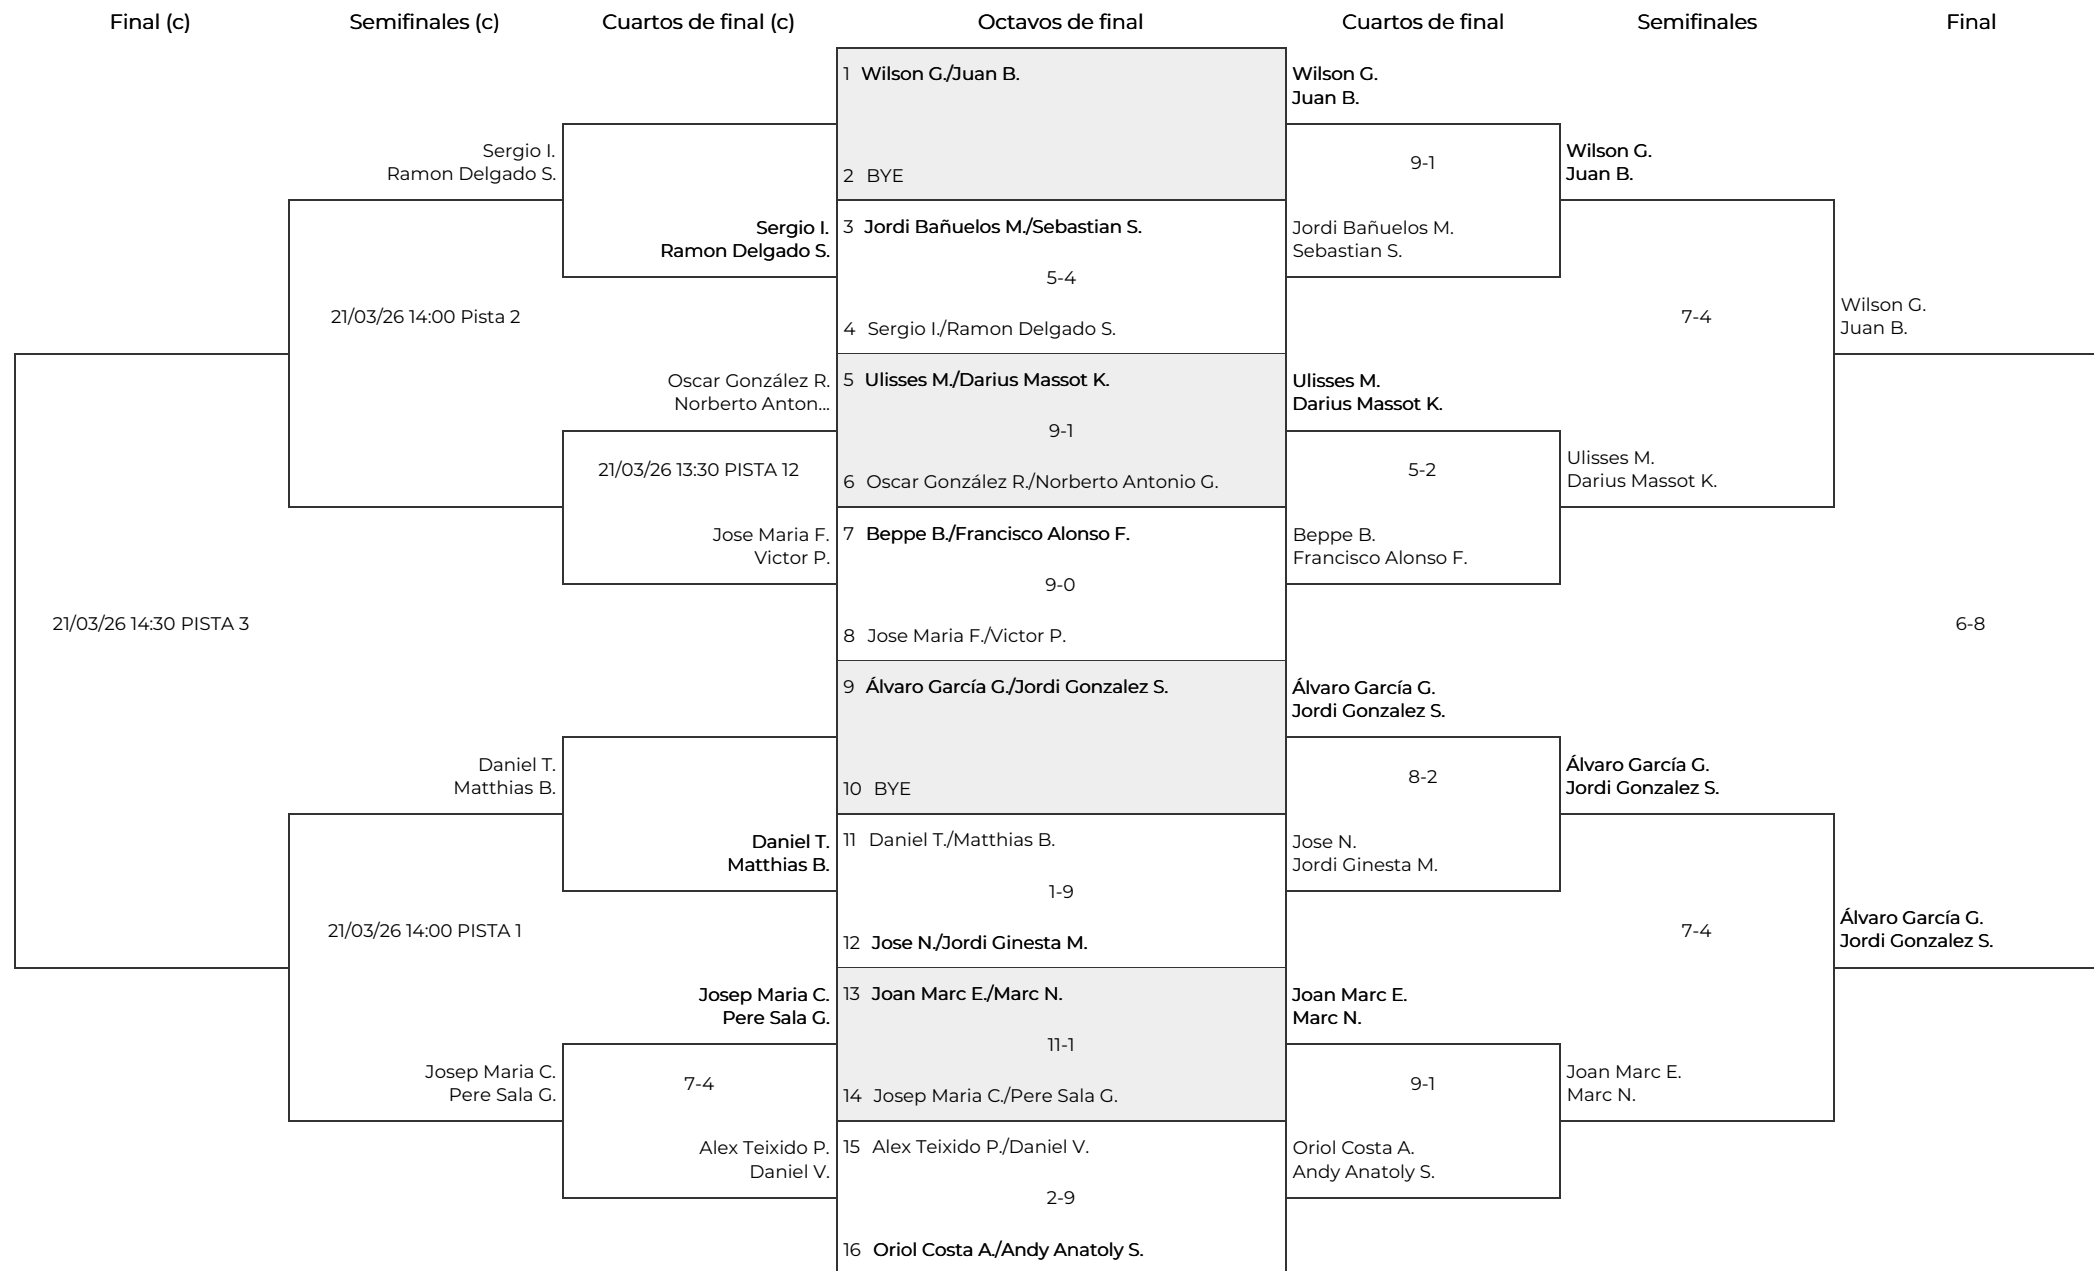 Final (c)
Semifinales (c)
Cuartos de final (c)
Octavos de final
Cuartos de final
Semifinales
Final
Sergio I.
Ramon Delgado S.
21/03/26 14:00 Pista 2
21/03/26 14:30 PISTA 3
Daniel T.
Matthias B.
21/03/26 14:00 PISTA 1
Josep Maria C.
Pere Sala G.
Sergio I.
Ramon Delgado S.
Oscar González R.
Norberto Anton...
21/03/26 13:30 PISTA 12
Jose Maria F.
Victor P.
Daniel T.
Matthias B.
Josep Maria C.
Pere Sala G.
7-4
Alex Teixido P.
Daniel V.
1 Wilson G./Juan B.
2 BYE
3 Jordi Bañuelos M./Sebastian S.
5-4
4 Sergio I./Ramon Delgado S.
5 Ulisses M./Darius Massot K.
9-1
6 Oscar González R./Norberto Antonio G.
7 Beppe B./Francisco Alonso F.
9-0
8 Jose Maria F./Victor P.
9 Álvaro García G./Jordi Gonzalez S.
10 BYE
11 Daniel T./Matthias B.
1-9
12 Jose N./Jordi Ginesta M.
13 Joan Marc E./Marc N.
11-1
14 Josep Maria C./Pere Sala G.
15 Alex Teixido P./Daniel V.
2-9
16 Oriol Costa A./Andy Anatoly S.
Wilson G.
Juan B.
9-1
Jordi Bañuelos M.
Sebastian S.
Ulisses M.
Darius Massot K.
5-2
Beppe B.
Francisco Alonso F.
Álvaro García G.
Jordi Gonzalez S.
8-2
Jose N.
Jordi Ginesta M.
Joan Marc E.
Marc N.
9-1
Oriol Costa A.
Andy Anatoly S.
Wilson G.
Juan B.
7-4
Ulisses M.
Darius Massot K.
Álvaro García G.
Jordi Gonzalez S.
7-4
Joan Marc E.
Marc N.
Wilson G.
Juan B.
6-8
Álvaro García G.
Jordi Gonzalez S.